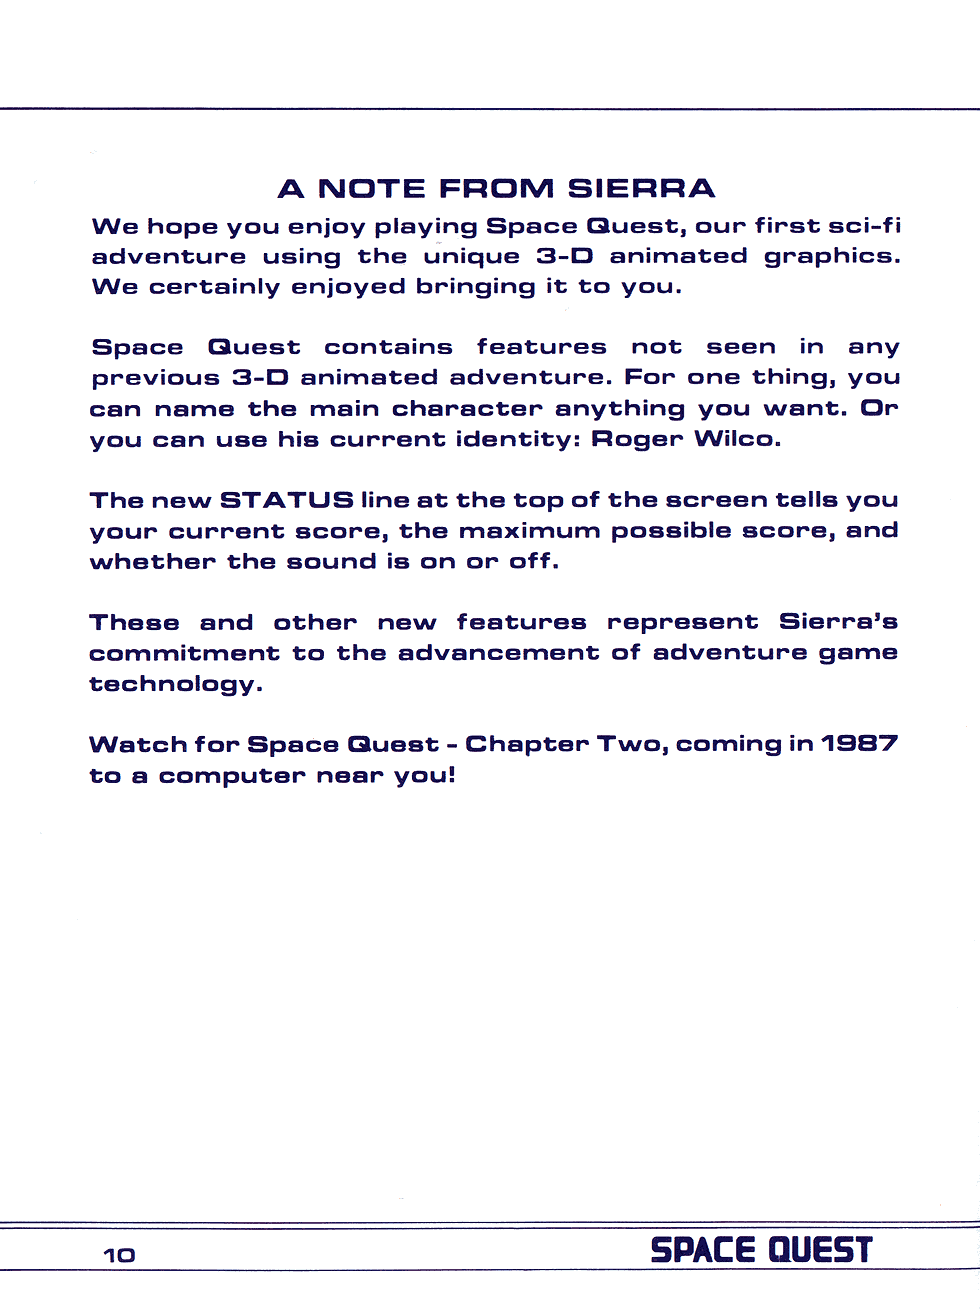 A NOTE FROM SIERRA
We hope you enjoy playing Space Quest, our first sci-fi
adventure using the unique 3-D animated graphics.
We certainly enjoyed bringing it to you.
Space Quest contains features not seen in any
previous 3-D animated adventure. For one thing, you
can name the main character anything you want. Or
you can use his current identity: Roger Wilco.
The new STATUS line at the top of the screen tells you
your current score, the maximum possible score, and
whether the sound is on or off.
These and other new features represent Sierra's
commitment to the advancement of adventure game
technology.
Watch for Space Quest - Chapter Two, coming in 1987
to a computer near you!
10
SPACE QUEST